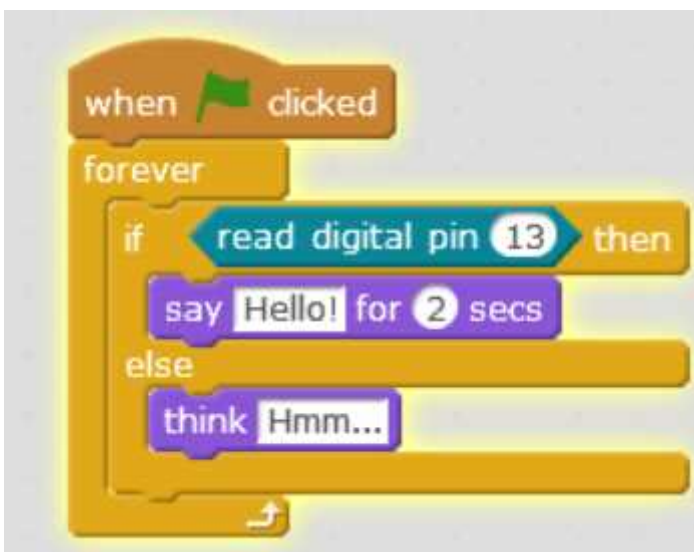 when clicked
forever
if read digital pin 13 then
say Hello! for 2 secs
else
think Hmm...